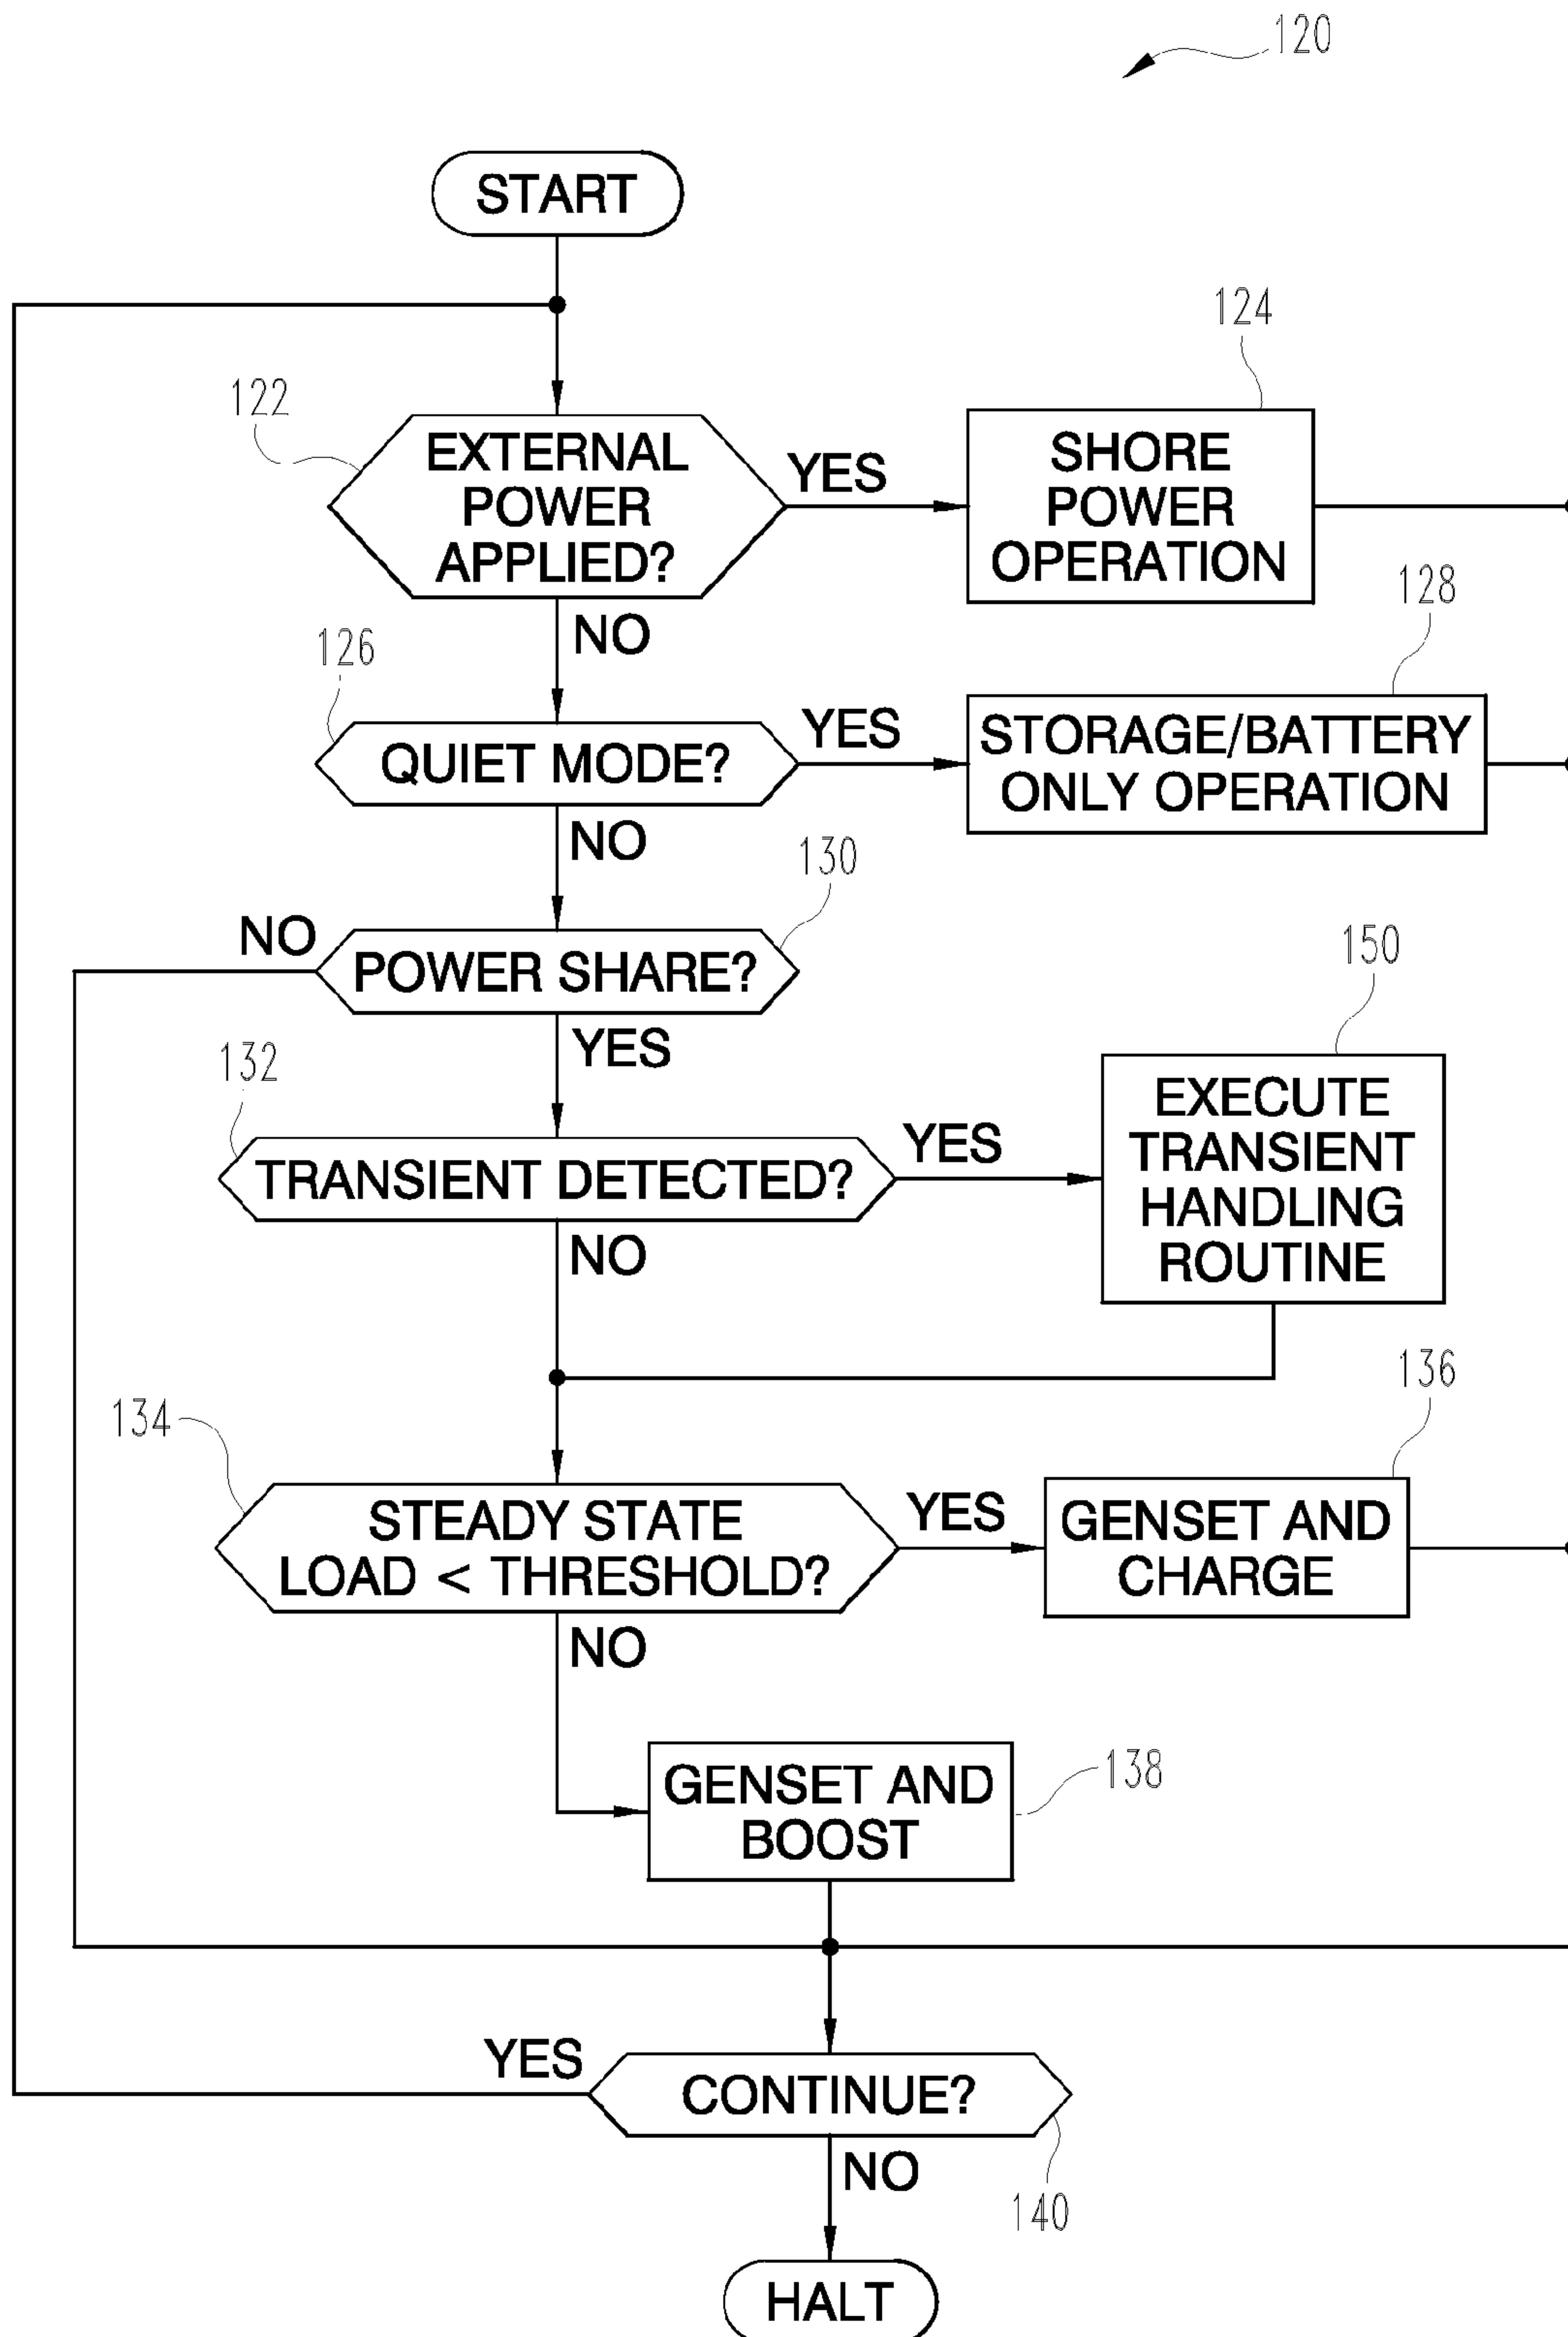 120
START
124
122
EXTERNAL
POWER
APPLIED?
YES
SHORE
POWER
OPERATION
NO
128
126
QUIET MODE?
YES
STORAGE/BATTERY
ONLY OPERATION
NO
130
NO
POWER SHARE?
150
YES
132
TRANSIENT DETECTED?
YES
EXECUTE
TRANSIENT
HANDLING
ROUTINE
NO
136
134
STEADY STATE
LOAD < THRESHOLD?
YES
GENSET AND
CHARGE
NO
GENSET AND
BOOST
138
YES
CONTINUE?
NO
140
HALT